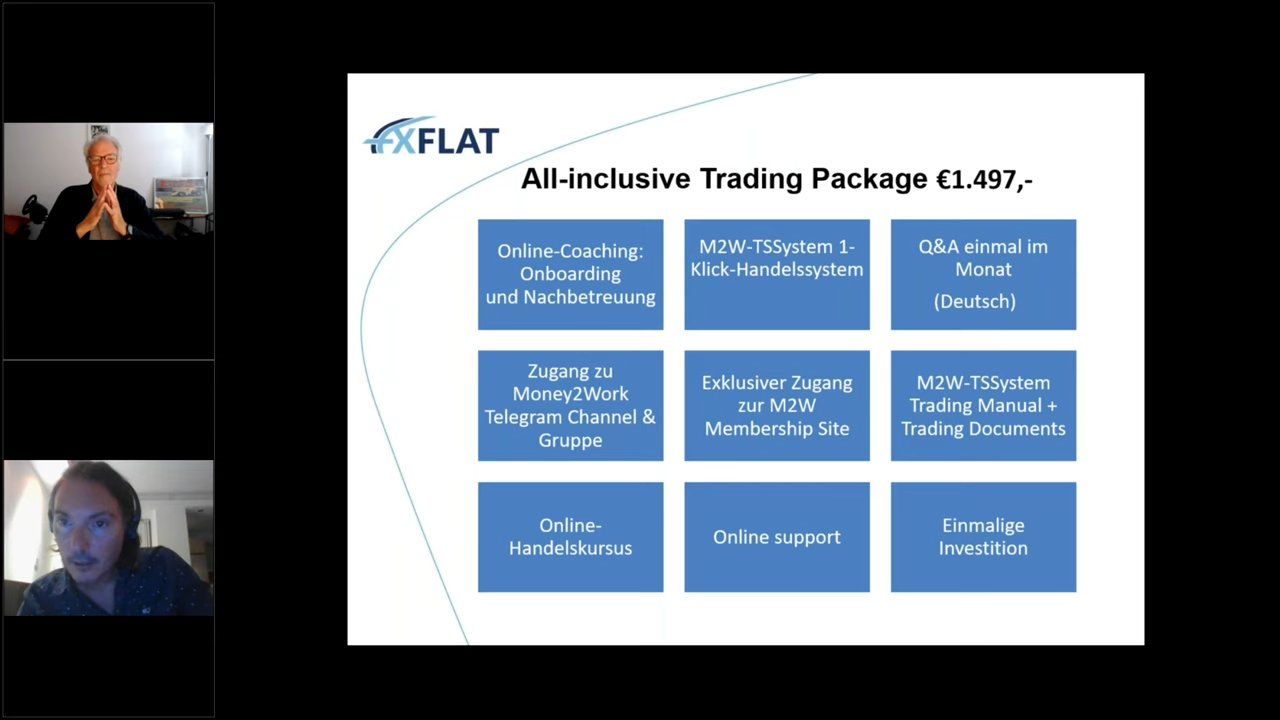 FXFLAT
All-inclusive Trading Package €1.497,-
Online-Coaching:
Onboarding
und Nachbetreuung
M2W-TSSystem 1-
Klick-Handelssystem
Q&A einmal im
Monat
(Deutsch)
Zugang zu
Money2Work
Telegram Channel &
Gruppe
Exklusiver Zugang
zur M2W
Membership Site
M2W-TSSystem
Trading Manual +
Trading Documents
Online-
Handelskursus
Online support
Einmalige
Investition